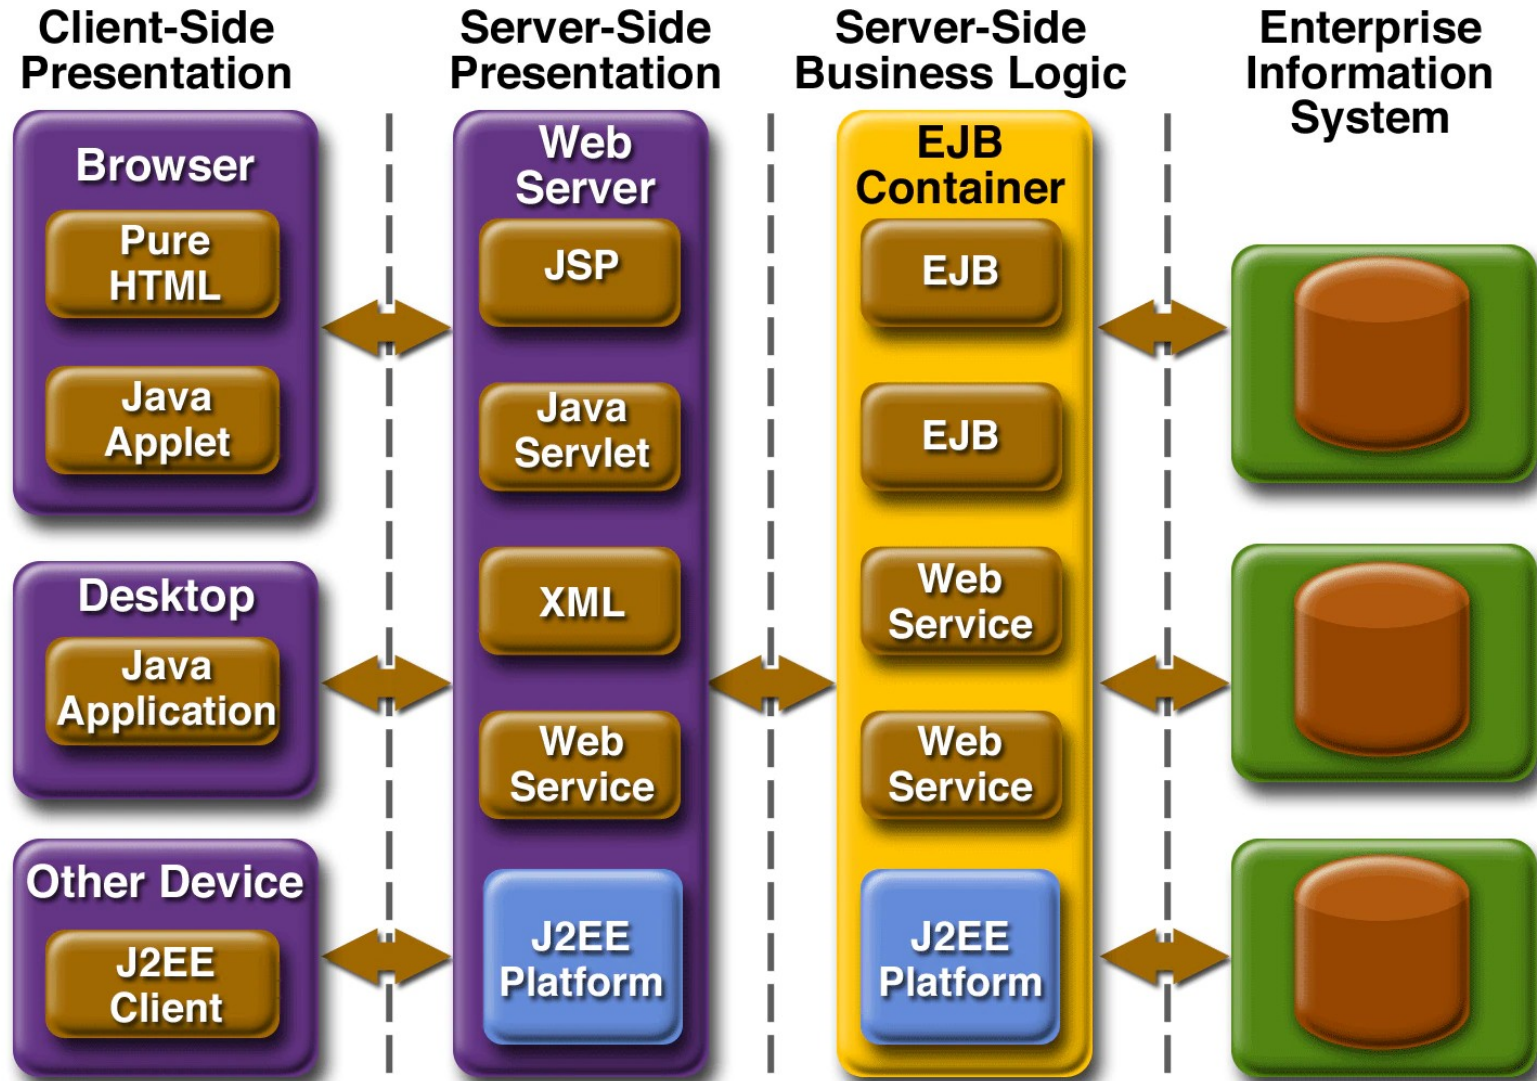 Client-Side
Presentation
Server-Side
Presentation
Server-Side
Business Logic
Enterprise
Information
System
Browser
Pure
HTML
Java
Applet
Desktop
Java
Application
Other Device
J2EE
Client
Web
Server
JSP
Java
Servlet
XML
Web
Service
J2EE
Platform
EJB
Container
EJB
EJB
Web
Service
Web
Service
J2EE
Platform